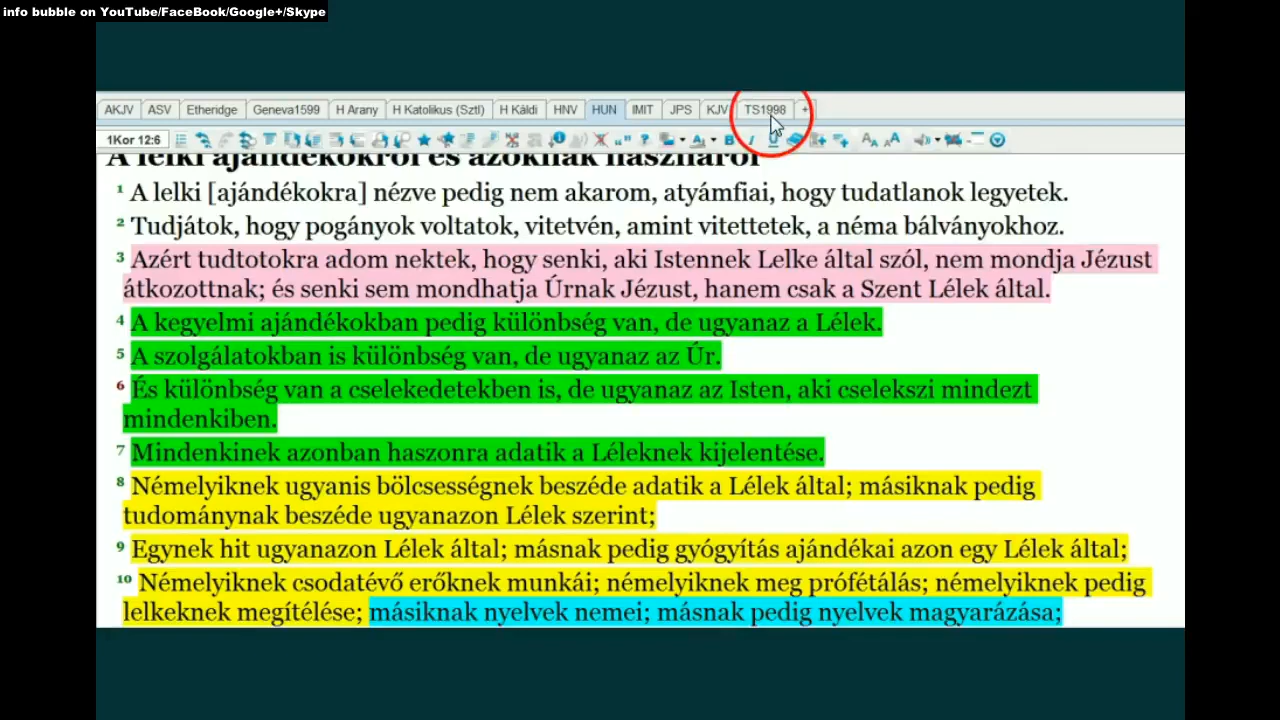 info bubble on YouTube/FaceBook/Google+/Skype
AKJV ASV Etheridge Geneva1599 H Arany H Katolikus (Sztl) H Káldi HNV HUN IMIT JPS KJV TS1998 +
1Kor 12:6
A lelki ajándékokról és azoknak hasznáról
1 A lelki [ajándékokra] nézve pedig nem akarom, atyámfiai, hogy tudatlanok legyetek.
2 Tudjátok, hogy pogányok voltatok, vitetvén, amint vitettetek, a néma bálványokhoz.
3 Azért tudtotokra adom nektek, hogy senki, aki Istennek Lelke által szól, nem mondja Jézust
átkozottnak; és senki sem mondhatja Úrnak Jézust, hanem csak a Szent Lélek által.
4 A kegyelmi ajándékokban pedig különbség van, de ugyanaz a Lélek.
5 A szolgálatokban is különbség van, de ugyanaz az Úr.
6 És különbség van a cselekedetekben is, de ugyanaz az Isten, aki cselekszi mindezt
mindenkiben.
7 Mindenkinek azonban haszonra adatik a Léleknek kijelentése.
8 Némelyiknek ugyanis bölcsességnek beszéde adatik a Lélek által; másiknak pedig
tudománynak beszéde ugyanazon Lélek szerint;
9 Egynek hit ugyanazon Lélek által; másnak pedig gyógyítás ajándékai azon egy Lélek által;
10 Némelyiknek csodatévő erőknek munkái; némelyiknek meg prófétálás; némelyiknek pedig
lelkeknek megítélése; másiknak nyelvek nemei; másnak pedig nyelvek magyarázása;